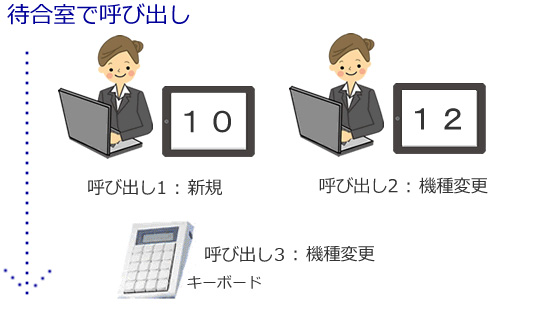 待合室で呼び出し
１０
１２
呼び出し1：新規
呼び出し2：機種変更
呼び出し3：機種変更
キーボード